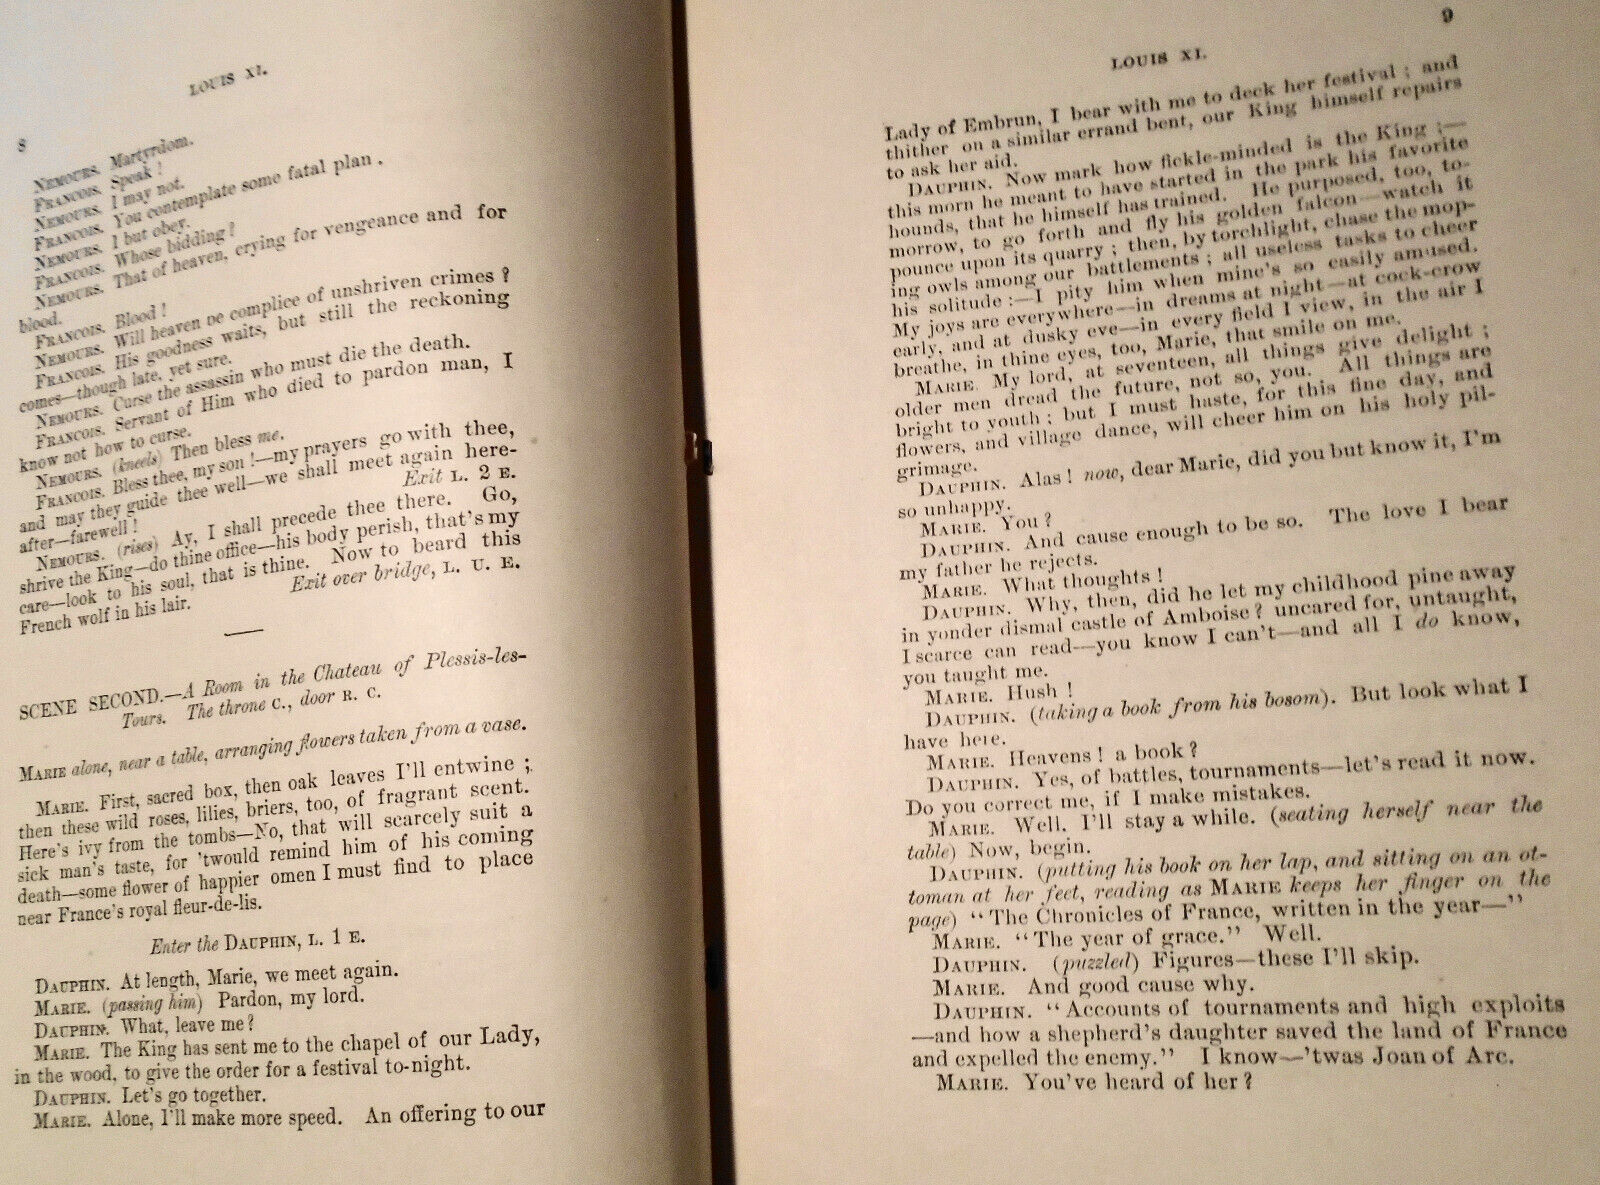 8
LOUIS XI.
NEMOURS. Martyrdom.
FRANCOIS. Speak!
NEMOURS. I may not.
FRANCOIS. You contemplate some fatal plan.
NEMOURS. I but obey.
FRANCOIS. Whose bidding?
NEMOURS. That of heaven, crying for vengeance and for
blood.
FRANCOIS. Blood!
NEMOURS. Will heaven be complice of unshriven crimes?
FRANCOIS. His goodness waits, but still the reckoning
comes—though late, yet sure.
NEMOURS. Curse the assassin who must die the death.
FRANCOIS. Servant of Him who died to pardon man, I
know not how to curse.
NEMOURS. (kneels) Then bless me.
FRANCOIS. Bless thee, my son!—my prayers go with thee,
and may they guide thee well—we shall meet again here-
after—farewell!
Exit L. 2 E.
NEMOURS. (rises) Ay, I shall precede thee there. Go,
shrive the King—do thine office—his body perish, that's my
care—look to his soul, that is thine. Now to beard this
French wolf in his lair.
Exit over bridge, L. U. E.
SCENE SECOND.—A Room in the Chateau of Plessis-les-
Tours. The throne C., door R. C.
MARIE alone, near a table, arranging flowers taken from a vase.
MARIE. First, sacred box, then oak leaves I'll entwine;
then these wild roses, lilies, briers, too, of fragrant scent.
Here's ivy from the tombs—No, that will scarcely suit a
sick man's taste, for 'twould remind him of his coming
death—some flower of happier omen I must find to place
near France's royal fleur-de-lis.
Enter the DAUPHIN, L. 1 E.
DAUPHIN. At length, Marie, we meet again.
MARIE. (passing him) Pardon, my lord.
DAUPHIN. What, leave me?
MARIE. The King has sent me to the chapel of our Lady,
in the wood, to give the order for a festival to-night.
DAUPHIN. Let's go together.
MARIE. Alone, I'll make more speed. An offering to our
LOUIS XI.
9
Lady of Embrun, I bear with me to deck her festival; and
thither on a similar errand bent, our King himself repairs
to ask her aid.
DAUPHIN. Now mark how fickle-minded is the King;—
this morn he meant to have started in the park his favorite
hounds, that he himself has trained. He purposed, too, to-
morrow, to go forth and fly his golden falcon—watch it
pounce upon its quarry; then, by torchlight, chase the mop-
ing owls among our battlements; all useless tasks to cheer
his solitude:—I pity him when mine's so easily amused.
My joys are everywhere—in dreams at night—at cock-crow
early, and at dusky eve—in every field I view, in the air I
breathe, in thine eyes, too, Marie, that smile on me.
MARIE. My lord, at seventeen, all things give delight;
older men dread the future, not so, you. All things are
bright to youth; but I must haste, for this fine day, and
flowers, and village dance, will cheer him on his holy pil-
grimage.
DAUPHIN. Alas! now, dear Marie, did you but know it, I'm
so unhappy.
MARIE. You?
DAUPHIN. And cause enough to be so. The love I bear
my father he rejects.
MARIE. What thoughts!
DAUPHIN. Why, then, did he let my childhood pine away
in yonder dismal castle of Amboise? uncared for, untaught,
I scarce can read—you know I can't—and all I do know,
you taught me.
MARIE. Hush!
DAUPHIN. (taking a book from his bosom). But look what I
have here.
MARIE. Heavens! a book?
DAUPHIN. Yes, of battles, tournaments—let's read it now.
Do you correct me, if I make mistakes.
MARIE. Well. I'll stay a while. (seating herself near the
table) Now, begin.
DAUPHIN. (putting his book on her lap, and sitting on an ot-
toman at her feet, reading as MARIE keeps her finger on the
page) "The Chronicles of France, written in the year—"
MARIE. "The year of grace." Well.
DAUPHIN. (puzzled) Figures—these I'll skip.
MARIE. And good cause why.
DAUPHIN. "Accounts of tournaments and high exploits
—and how a shepherd's daughter saved the land of France
and expelled the enemy." I know—'twas Joan of Arc.
MARIE. You've heard of her?